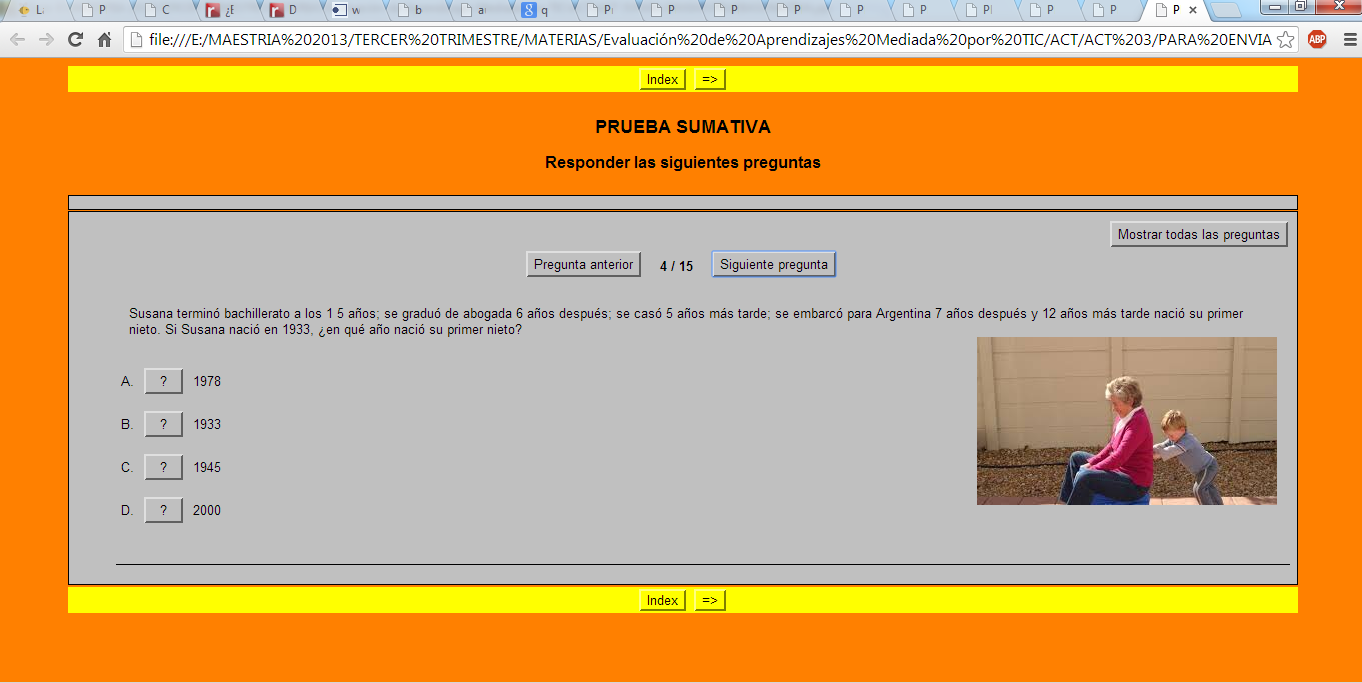 L
P
C
¿E
D
w
b
a
q
P
P
P
P
P
P
P
P
P
P
file:///E:/MAESTRIA%202013/TERCER%20TRIMESTRE/MATERIAS/Evaluación%20de%20Aprendizajes%20Mediada%20por%20TIC/ACT/ACT%203/PARA%20ENVIA
ABP
Index =>
PRUEBA SUMATIVA
Responder las siguientes preguntas
Mostrar todas las preguntas
Pregunta anterior 4 / 15 Siguiente pregunta
Susana terminó bachillerato a los 1 5 años; se graduó de abogada 6 años después; se casó 5 años más tarde; se embarcó para Argentina 7 años después y 12 años más tarde nació su primer
nieto. Si Susana nació en 1933, ¿en qué año nació su primer nieto?
A. ? 1978
B. ? 1933
C. ? 1945
D. ? 2000
Index =>